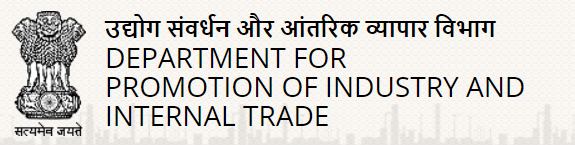 उद्योग संवर्धन और आंतरिक व्यापार विभाग
DEPARTMENT FOR
PROMOTION OF INDUSTRY AND
INTERNAL TRADE
सत्यमेव जयते